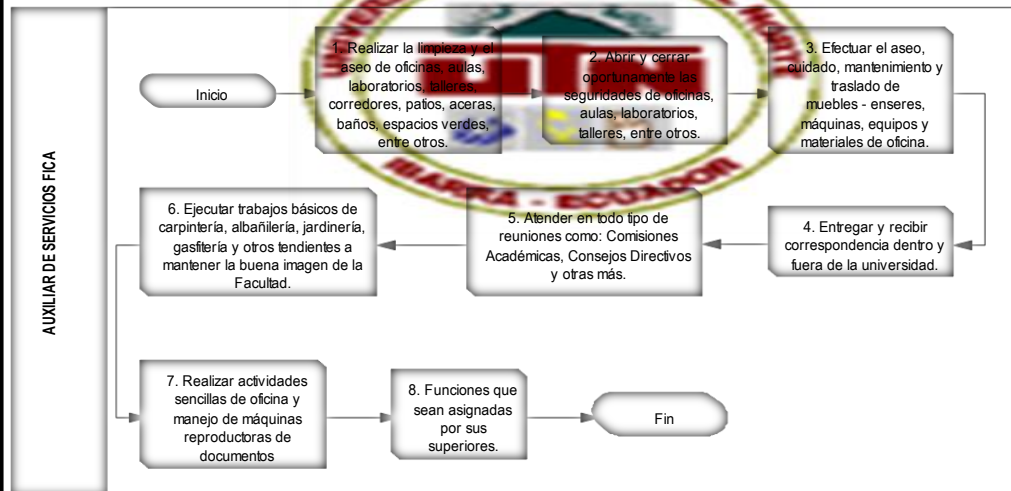 AUXILIAR DE SERVICIOS FICA
Inicio
1. Realizar la limpieza y el
aseo de oficinas, aulas,
laboratorios, talleres,
corredores, patios, aceras,
baños, espacios verdes,
entre otros.
2. Abrir y cerrar
oportunamente las
seguridades de oficinas,
aulas, laboratorios,
talleres, entre otros.
3. Efectuar el aseo,
cuidado, mantenimiento y
traslado de
muebles - enseres,
máquinas, equipos y
materiales de oficina.
4. Entregar y recibir
correspondencia dentro y
fuera de la universidad.
5. Atender en todo tipo de
reuniones como: Comisiones
Académicas, Consejos Directivos
y otras más.
6. Ejecutar trabajos básicos de
carpintería, albañilería, jardinería,
gasfitería y otros tendientes a
mantener la buena imagen de la
Facultad.
7. Realizar actividades
sencillas de oficina y
manejo de máquinas
reproductoras de
documentos
8. Funciones que
sean asignadas
por sus
superiores.
Fin
UTN
IBARRA - ECUADOR